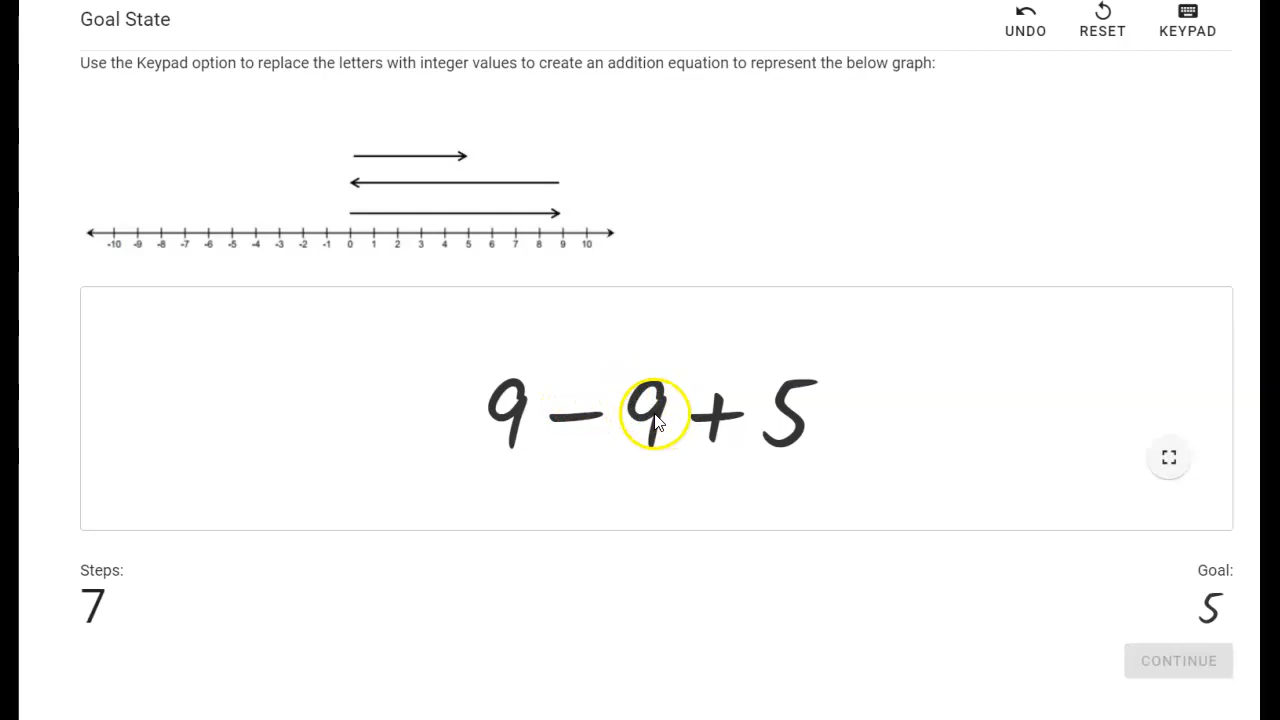 Goal State
UNDO RESET KEYPAD
Use the Keypad option to replace the letters with integer values to create an addition equation to represent the below graph:
-10 -9 -8 -7 -6 -5 -4 -3 -2 -1 0 1 2 3 4 5 6 7 8 9 10
9 − 9 + 5
Steps: Goal:
7 5
CONTINUE